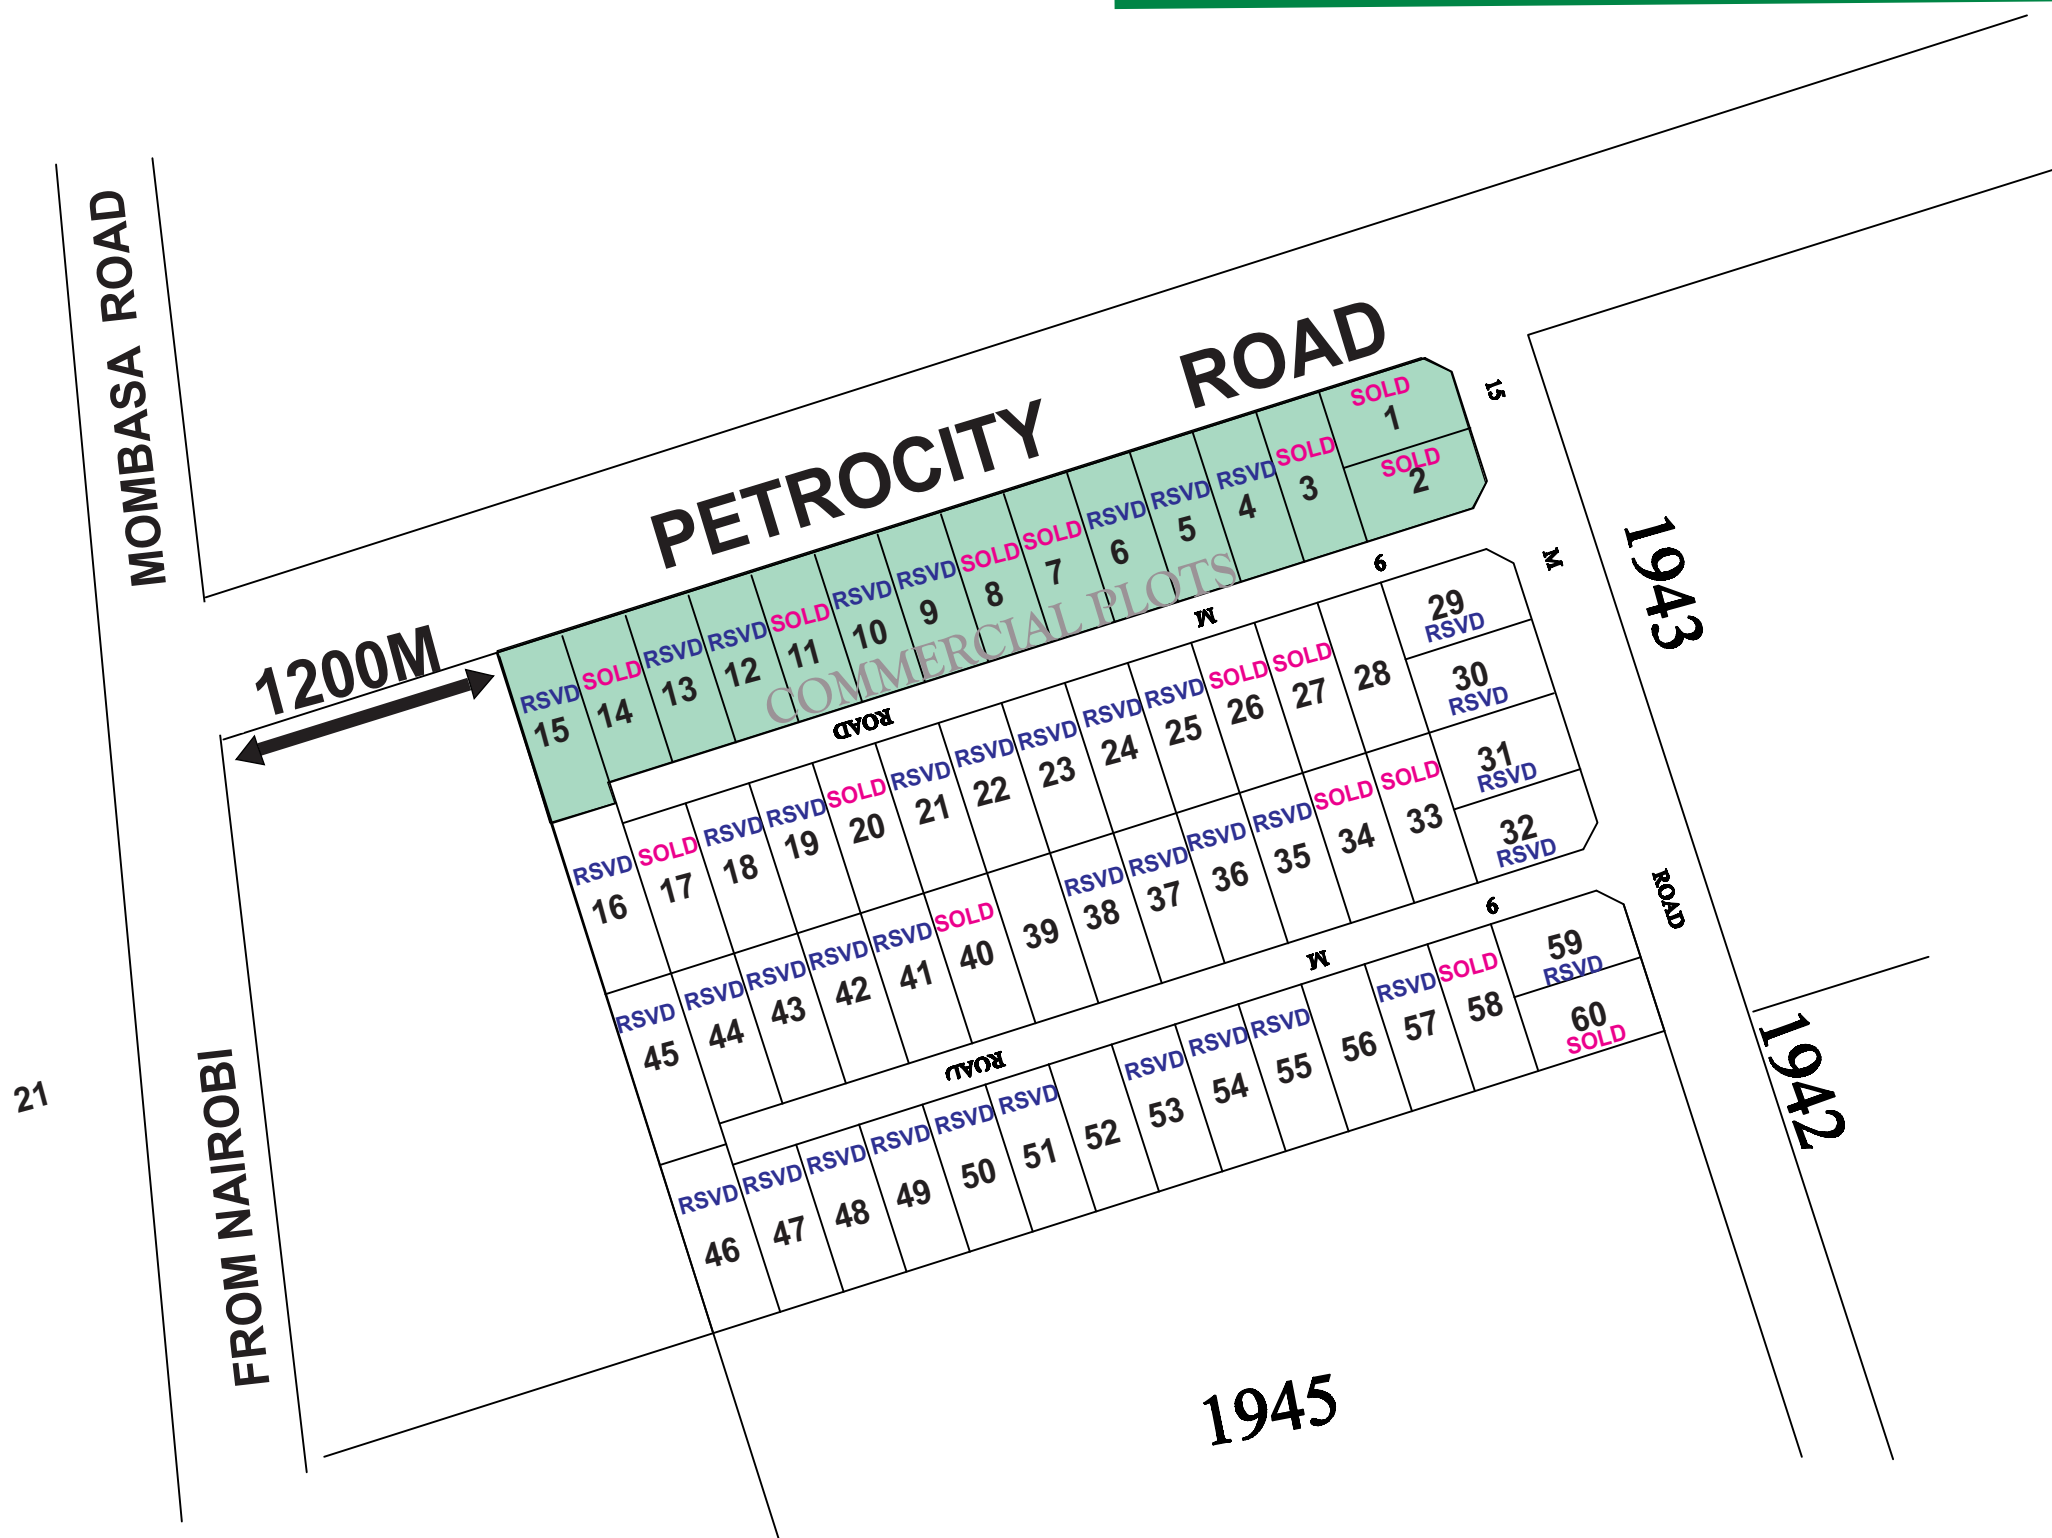 MOMBASA ROAD
FROM NAIROBI
21
1200M
PETROCITY ROAD
SOLD
1
SOLD
2
SOLD
3
RSVD
4
RSVD
5
RSVD
6
SOLD
7
SOLD
8
RSVD
9
RSVD
10
SOLD
11
RSVD
12
RSVD
13
SOLD
14
RSVD
15
COMMERCIAL PLOTS
ROAD M 9
15 M ROAD
1943
1942
RSVD
16
SOLD
17
RSVD
18
RSVD
19
SOLD
20
RSVD
21
RSVD
22
RSVD
23
RSVD
24
RSVD
25
SOLD
26
SOLD
27
28
29
RSVD
30
RSVD
31
RSVD
32
RSVD
SOLD
33
SOLD
34
RSVD
35
RSVD
36
RSVD
37
RSVD
38
39
SOLD
40
RSVD
41
RSVD
42
RSVD
43
RSVD
44
RSVD
45
ROAD M 9
RSVD
46
RSVD
47
RSVD
48
RSVD
49
RSVD
50
RSVD
51
52
RSVD
53
RSVD
54
RSVD
55
56
RSVD
57
SOLD
58
59
RSVD
60
SOLD
1945